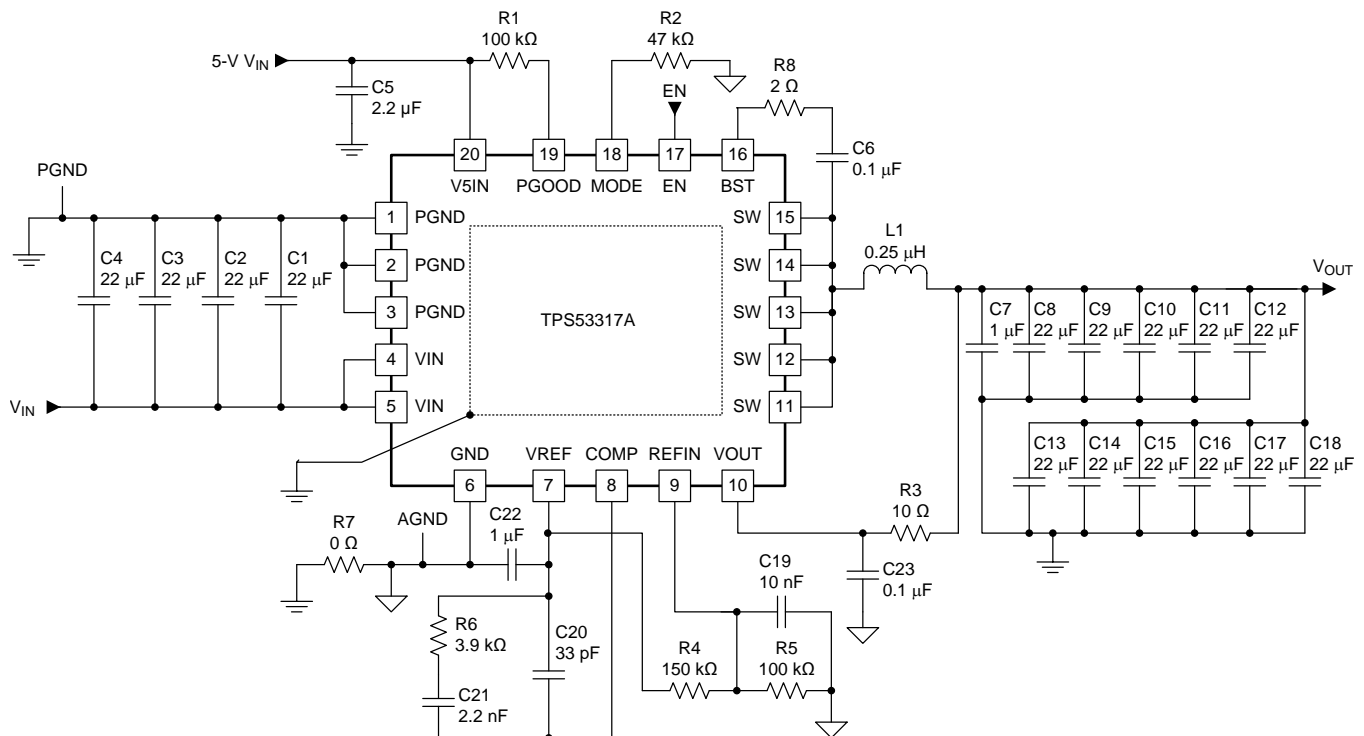 R1
100 kΩ
R2
47 kΩ
5-V VIN
C5
2.2 µF
EN
R8
2 Ω
C6
0.1 µF
20
19
18
17
16
V5IN
PGOOD
MODE
EN
BST
PGND
1
PGND
2
PGND
3
PGND
4
VIN
5
VIN
C4
22 µF
C3
22 µF
C2
22 µF
C1
22 µF
VIN
TPS53317A
SW
15
SW
14
SW
13
SW
12
SW
11
L1
0.25 µH
VOUT
C7
1 µF
C8
22 µF
C9
22 µF
C10
22 µF
C11
22 µF
C12
22 µF
C13
22 µF
C14
22 µF
C15
22 µF
C16
22 µF
C17
22 µF
C18
22 µF
GND
VREF
COMP
REFIN
VOUT
6
7
8
9
10
R7
0 Ω
AGND
C22
1 µF
R3
10 Ω
C23
0.1 µF
C19
10 nF
R6
3.9 kΩ
C20
33 pF
C21
2.2 nF
R4
150 kΩ
R5
100 kΩ